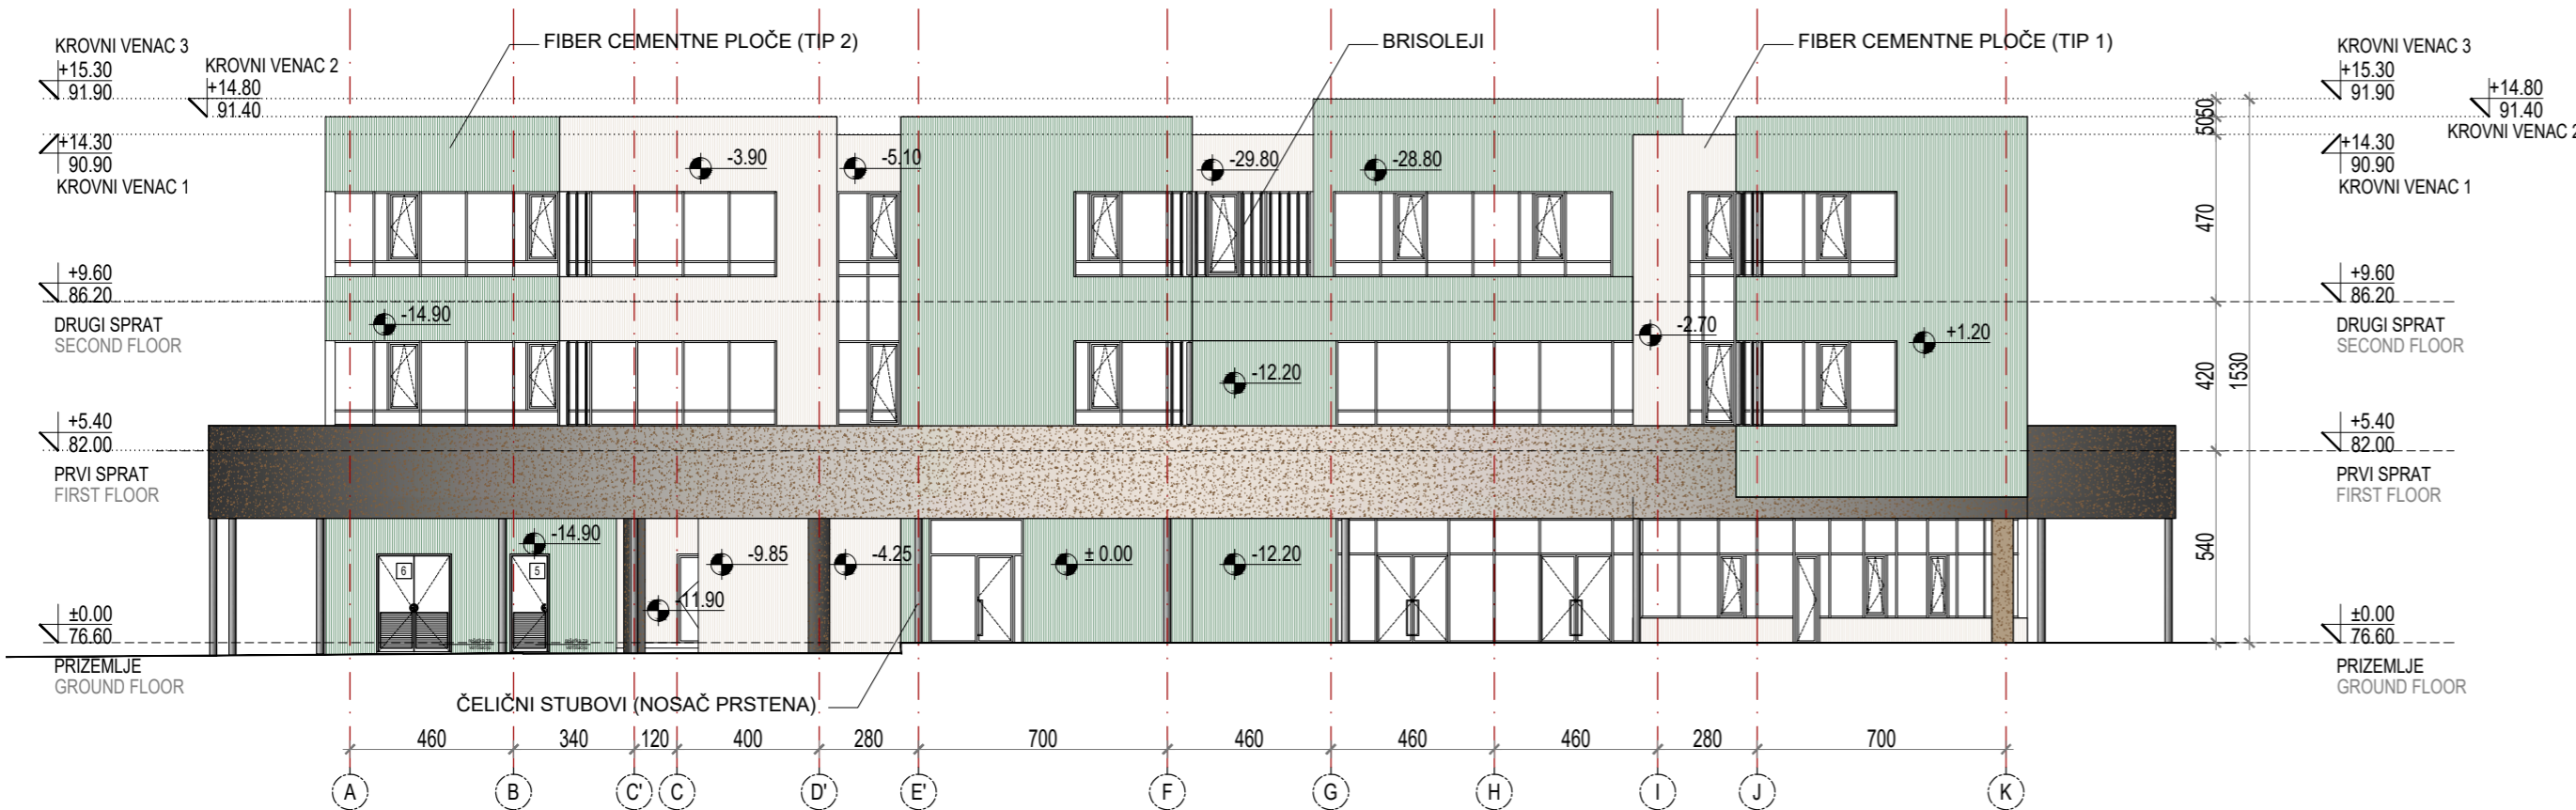 KROVNI VENAC 3
+15.30
91.90
KROVNI VENAC 2
+14.80
91.40
+14.30
90.90
KROVNI VENAC 1
FIBER CEMENTNE PLOČE (TIP 2)
BRISOLEJI
FIBER CEMENTNE PLOČE (TIP 1)
KROVNI VENAC 3
+15.30
91.90
+14.80
91.40
KROVNI VENAC 2
+14.30
90.90
KROVNI VENAC 1
-3.90
-5.10
-29.80
-28.80
5050
470
+9.60
86.20
DRUGI SPRAT
SECOND FLOOR
-14.90
-2.70
+1.20
-12.20
420
1530
+9.60
86.20
DRUGI SPRAT
SECOND FLOOR
+5.40
82.00
PRVI SPRAT
FIRST FLOOR
+5.40
82.00
PRVI SPRAT
FIRST FLOOR
-14.90
-9.85
-4.25
± 0.00
-12.20
540
6
5
-11.90
±0.00
76.60
PRIZEMLJE
GROUND FLOOR
±0.00
76.60
PRIZEMLJE
GROUND FLOOR
ČELIČNI STUBOVI (NOSAČ PRSTENA)
460 340 120 400 280 700 460 460 460 280 700
A B C' C D' E' F G H I J K